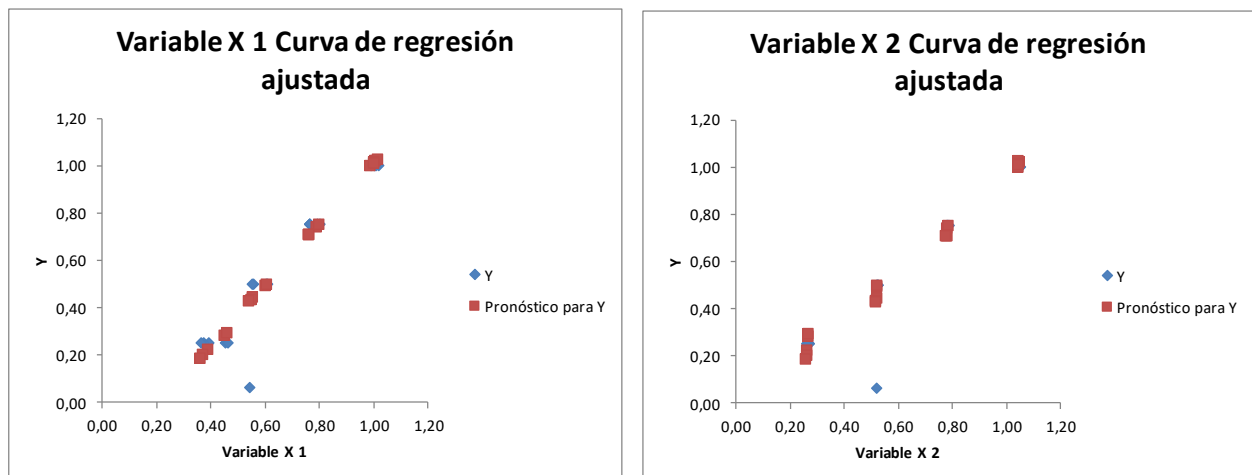 Variable X 1 Curva de regresión
ajustada
1,20
1,00
0,80
0,60
0,40
0,20
0,00
Y
0,00 0,20 0,40 0,60 0,80 1,00 1,20
Variable X 1
Y
Pronóstico para Y
Variable X 2 Curva de regresión
ajustada
1,20
1,00
0,80
0,60
0,40
0,20
0,00
Y
0,00 0,20 0,40 0,60 0,80 1,00 1,20
Variable X 2
Y
Pronóstico para Y